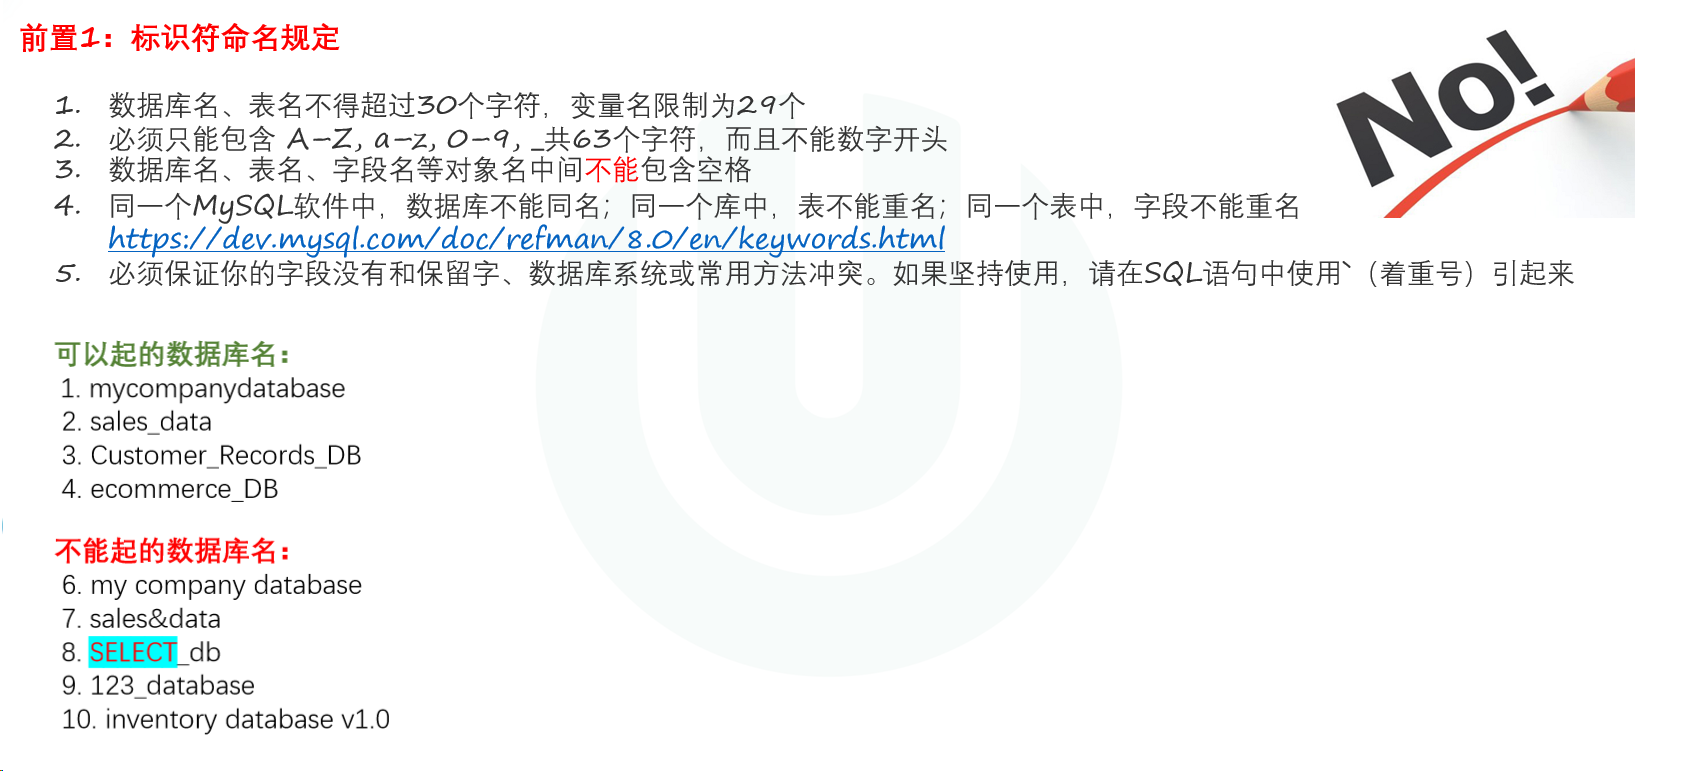 前置1：标识符命名规定
No!
1. 数据库名、表名不得超过30个字符，变量名限制为29个
2. 必须只能包含 A–Z, a–z, 0–9, _共63个字符，而且不能数字开头
3. 数据库名、表名、字段名等对象名中间不能包含空格
4. 同一个MySQL软件中，数据库不能同名；同一个库中，表不能重名；同一个表中，字段不能重名
https://dev.mysql.com/doc/refman/8.0/en/keywords.html
5. 必须保证你的字段没有和保留字、数据库系统或常用方法冲突。如果坚持使用，请在SQL语句中使用`（着重号）引起来
可以起的数据库名：
1. mycompanydatabase
2. sales_data
3. Customer_Records_DB
4. ecommerce_DB
不能起的数据库名：
6. my company database
7. sales&data
8. SELECT_db
9. 123_database
10. inventory database v1.0